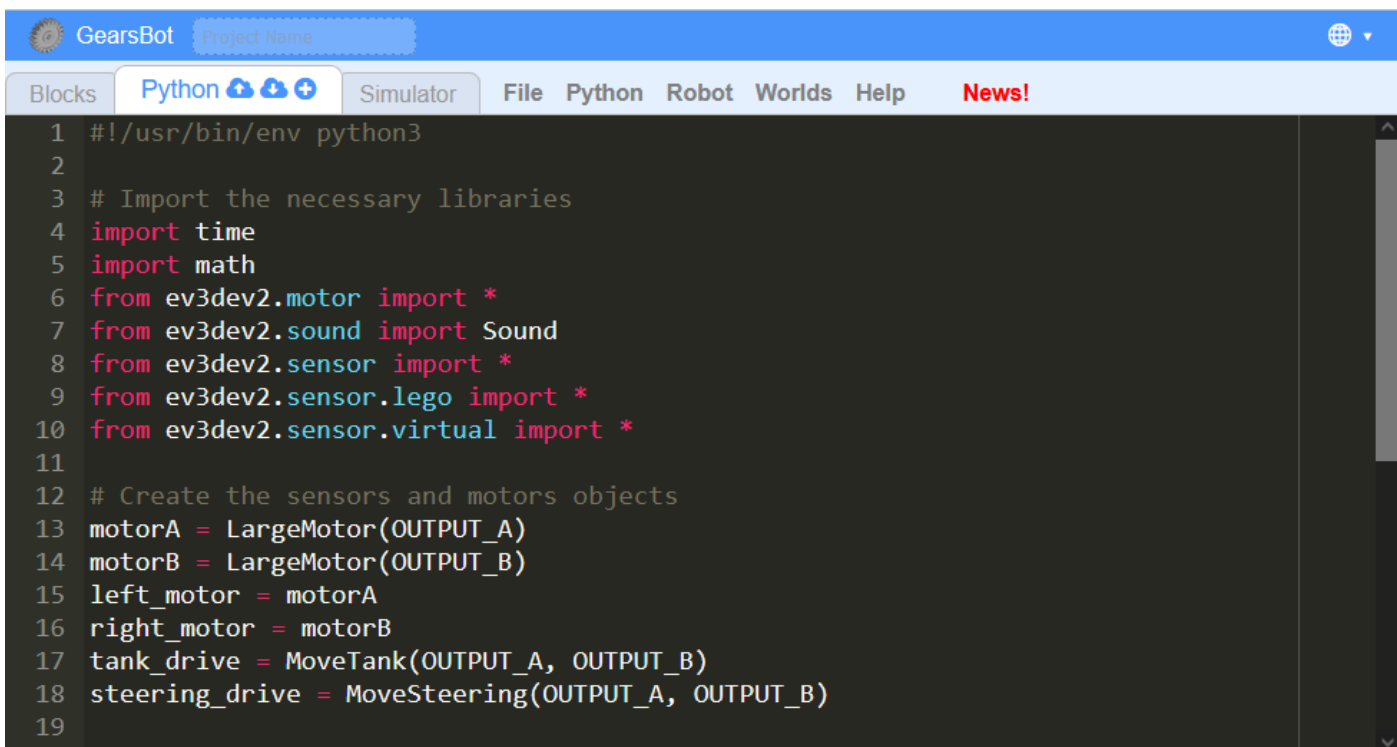 GearsBot Project Name
Blocks Python Simulator File Python Robot Worlds Help News!
1 #!/usr/bin/env python3
2
3 # Import the necessary libraries
4 import time
5 import math
6 from ev3dev2.motor import *
7 from ev3dev2.sound import Sound
8 from ev3dev2.sensor import *
9 from ev3dev2.sensor.lego import *
10 from ev3dev2.sensor.virtual import *
11
12 # Create the sensors and motors objects
13 motorA = LargeMotor(OUTPUT_A)
14 motorB = LargeMotor(OUTPUT_B)
15 left_motor = motorA
16 right_motor = motorB
17 tank_drive = MoveTank(OUTPUT_A, OUTPUT_B)
18 steering_drive = MoveSteering(OUTPUT_A, OUTPUT_B)
19